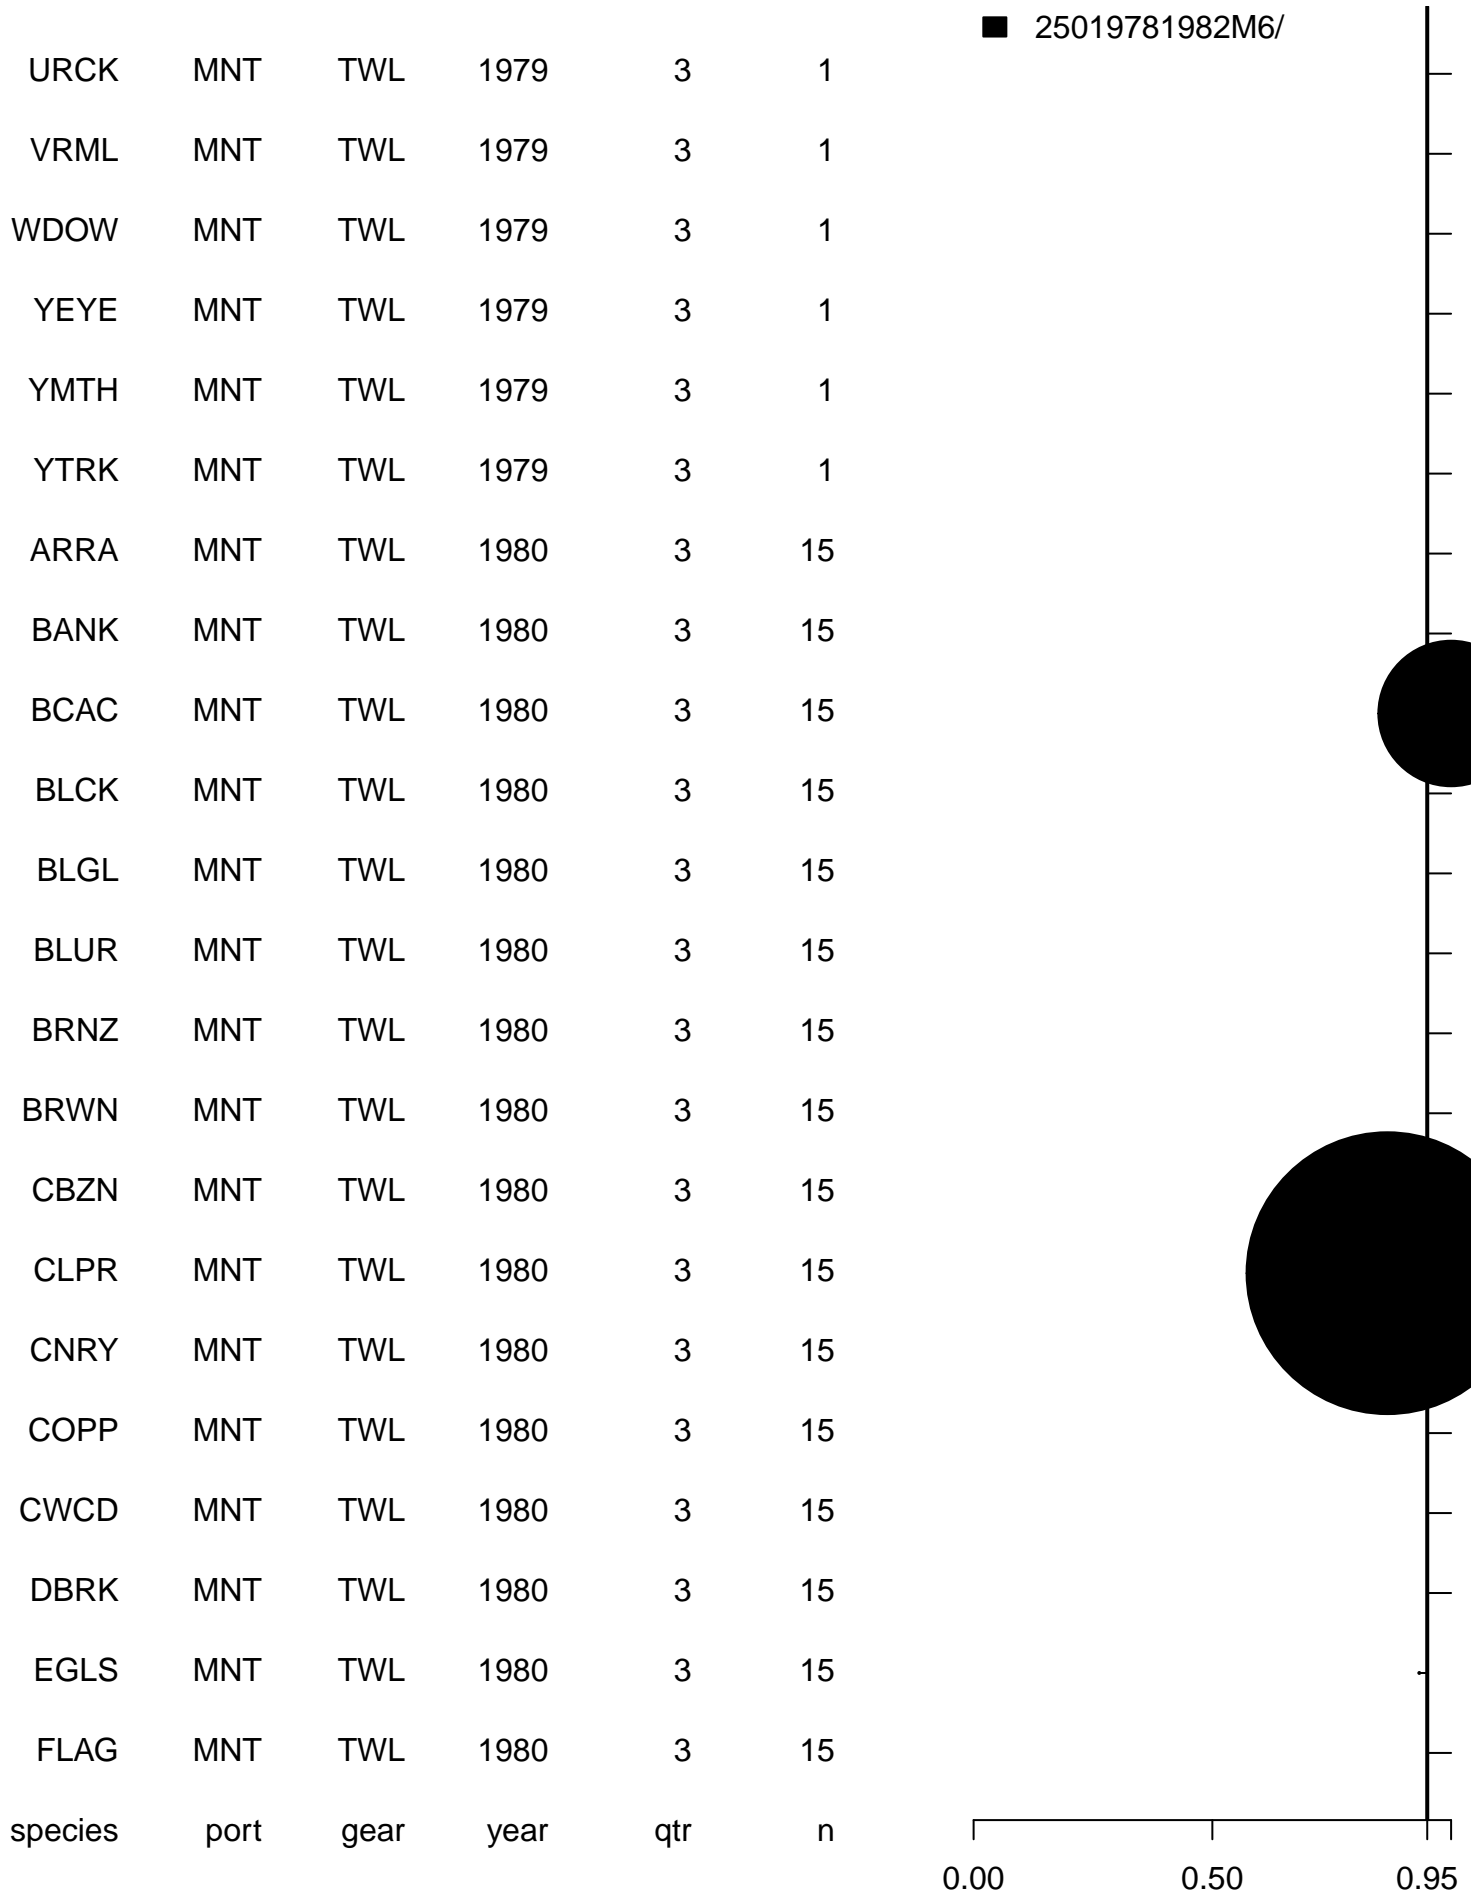 25019781982M6/
URCK MNT TWL 1979 3 1
VRML MNT TWL 1979 3 1
WDOW MNT TWL 1979 3 1
YEYE MNT TWL 1979 3 1
YMTH MNT TWL 1979 3 1
YTRK MNT TWL 1979 3 1
ARRA MNT TWL 1980 3 15
BANK MNT TWL 1980 3 15
BCAC MNT TWL 1980 3 15
BLCK MNT TWL 1980 3 15
BLGL MNT TWL 1980 3 15
BLUR MNT TWL 1980 3 15
BRNZ MNT TWL 1980 3 15
BRWN MNT TWL 1980 3 15
CBZN MNT TWL 1980 3 15
CLPR MNT TWL 1980 3 15
CNRY MNT TWL 1980 3 15
COPP MNT TWL 1980 3 15
CWCD MNT TWL 1980 3 15
DBRK MNT TWL 1980 3 15
EGLS MNT TWL 1980 3 15
FLAG MNT TWL 1980 3 15
species port gear year qtr n
0.00 0.50 0.95